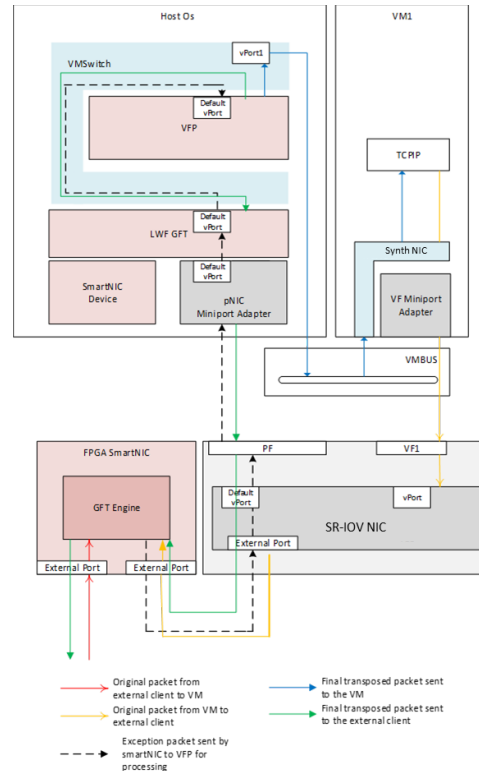 Host Os
VM1
VMSwitch
vPort1
Default
vPort
VFP
TCPIP
LWF GFT
Default
vPort
Synth NIC
SmartNIC
Device
Default
vPort
pNIC
Miniport Adapter
VF Miniport
Adapter
VMBUS
FPGA SmartNIC
PF
VF1
GFT Engine
Default
vPort
vPort
SR-IOV NIC
External Port
External Port
External Port
Original packet from
external client to VM
Final transposed packet sent
to the VM
Original packet from VM to
external client
Final transposed packet sent
to the external client
Exception packet sent by
smartNIC to VFP for
processing